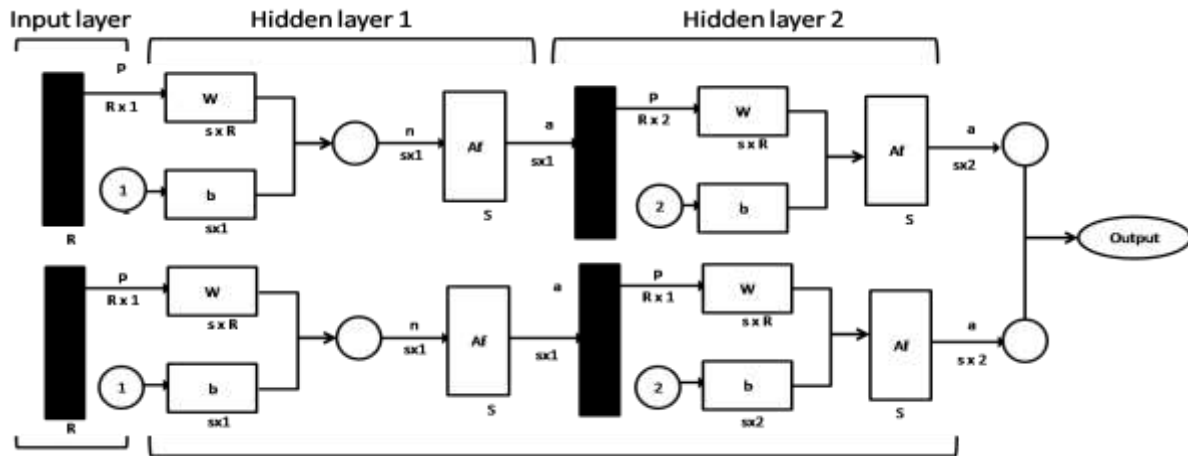 Input layer Hidden layer 1 Hidden layer 2
P W n Af a P W Af a
R x 1 s x R sx1 sx1 R x 2 s x R sx2
1 b 2 b
R sx1 S S
Output
P W n Af a P W Af a
R x 1 s x R sx1 sx1 R x 1 s x R s x 2
1 b 2 b
R sx1 S sx2 S